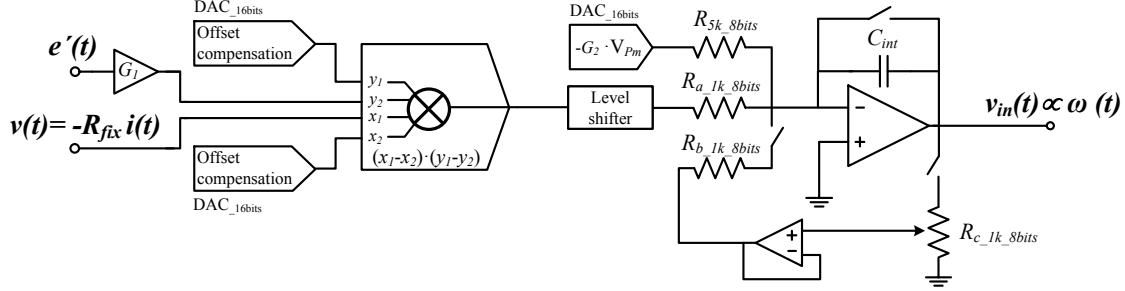 DAC_16bits
Offset
compensation
e´(t)
G1
v(t)= -Rfix i(t)
Offset
compensation
DAC_16bits
y1
y2
x1
x2
(x1-x2)·(y1-y2)
Level
shifter
DAC_16bits
-G2 · VPm
R5k_8bits
Ra_1k_8bits
Rb_1k_8bits
Cint
−
+
vin(t) ∝ ω (t)
+
−
Rc_1k_8bits